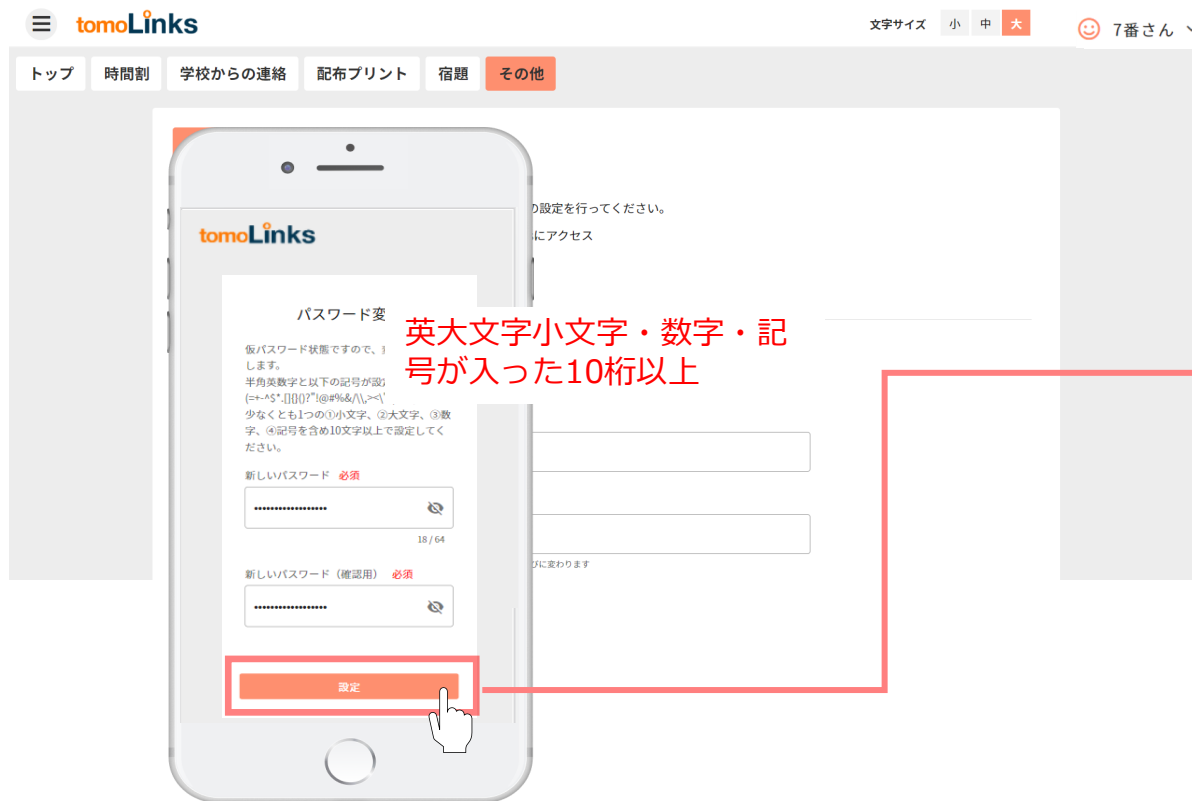 tomoLinks
文字サイズ 小 中 大
7番さん
トップ 時間割 学校からの連絡 配布プリント 宿題 その他
の設定を行ってください。
にアクセス
tomoLinks
パスワード変
英大文字小文字・数字・記
号が入った10桁以上
仮パスワード状態ですので、
します。
半角英数字と以下の記号が設
(=+-^$*.[]{}()?"!@#%&/\\,><\'
少なくとも1つの①小文字、②大文字、③数
字、④記号を含め10文字以上で設定してく
ださい。
新しいパスワード 必須
18 / 64
びに変わります
新しいパスワード（確認用） 必須
設定